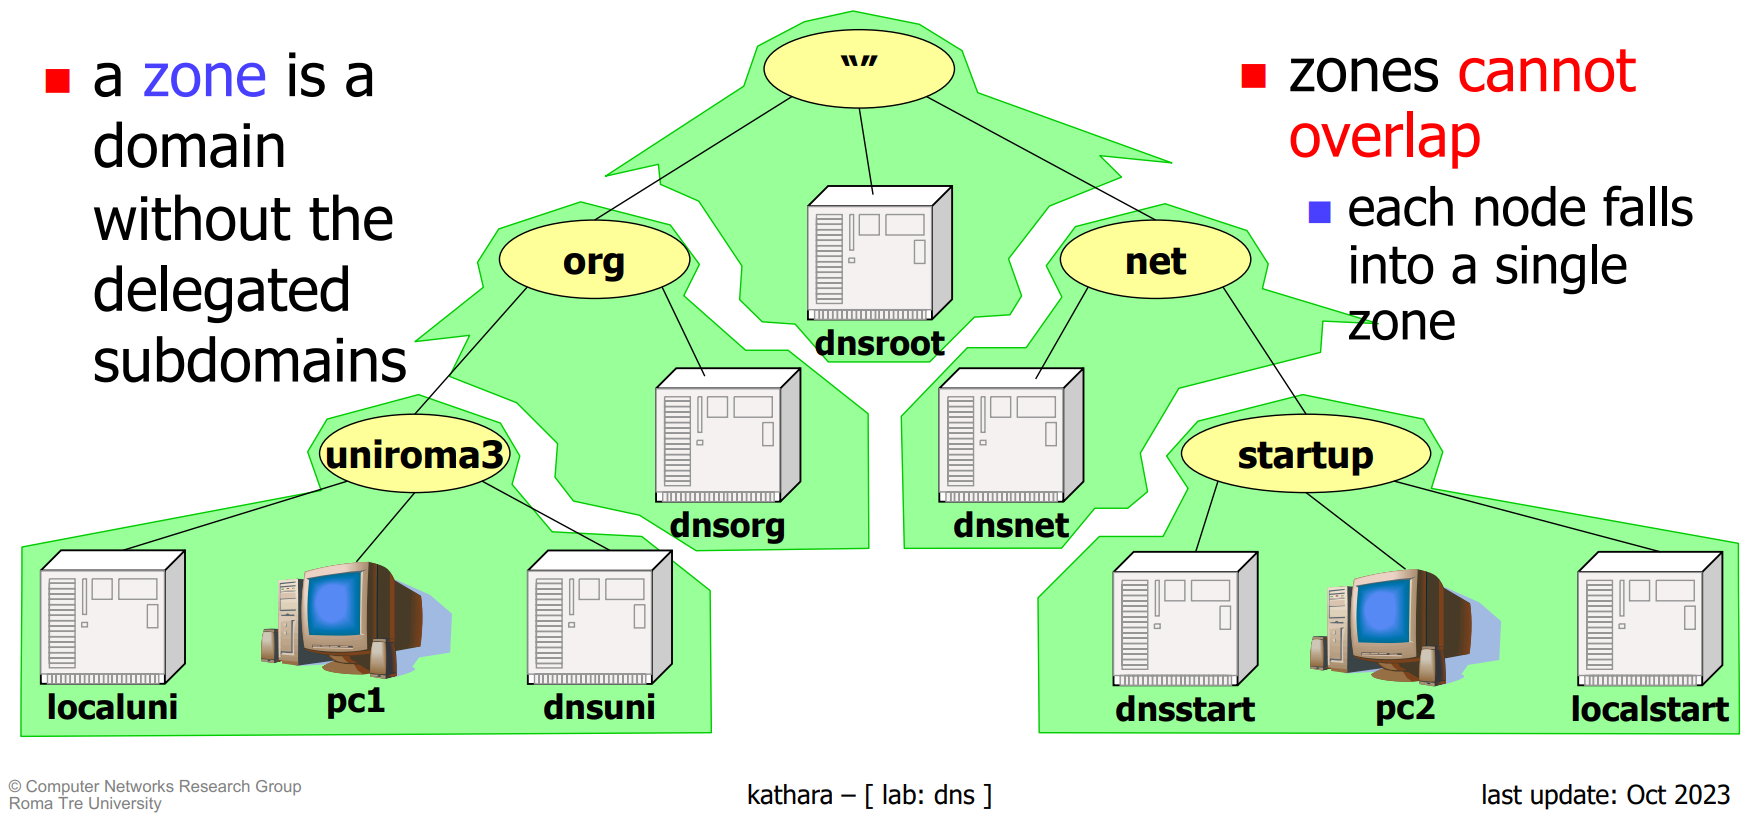 a zone is a
domain
without the
delegated
subdomains
zones cannot
overlap
each node falls
into a single
zone
“”
org
net
dnsroot
uniroma3
startup
dnsorg
dnsnet
localuni
pc1
dnsuni
dnsstart
pc2
localstart
© Computer Networks Research Group
Roma Tre University
kathara – [ lab: dns ]
last update: Oct 2023